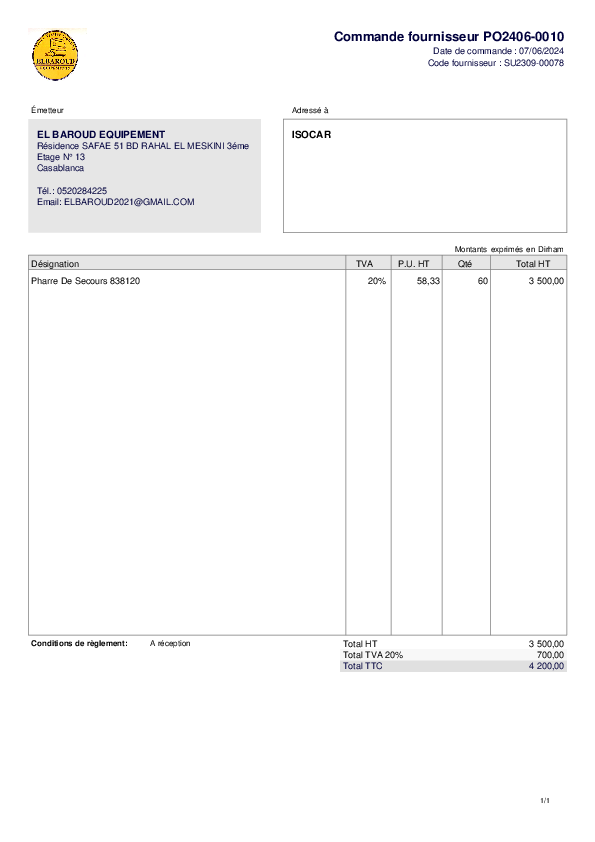 ELBAROUD
EQUIPEMENTS
Commande fournisseur PO2406-0010
Date de commande : 07/06/2024
Code fournisseur : SU2309-00078
Émetteur
Adressé à
EL BAROUD EQUIPEMENT
Résidence SAFAE 51 BD RAHAL EL MESKINI 3éme
Etage N° 13
Casablanca
Tél.: 0520284225
Email: ELBAROUD2021@GMAIL.COM
ISOCAR
Montants exprimés en Dirham
Désignation TVA P.U. HT Qté Total HT
Pharre De Secours 838120 20% 58,33 60 3 500,00
Conditions de règlement: A réception
Total HT 3 500,00
Total TVA 20% 700,00
Total TTC 4 200,00
1/1